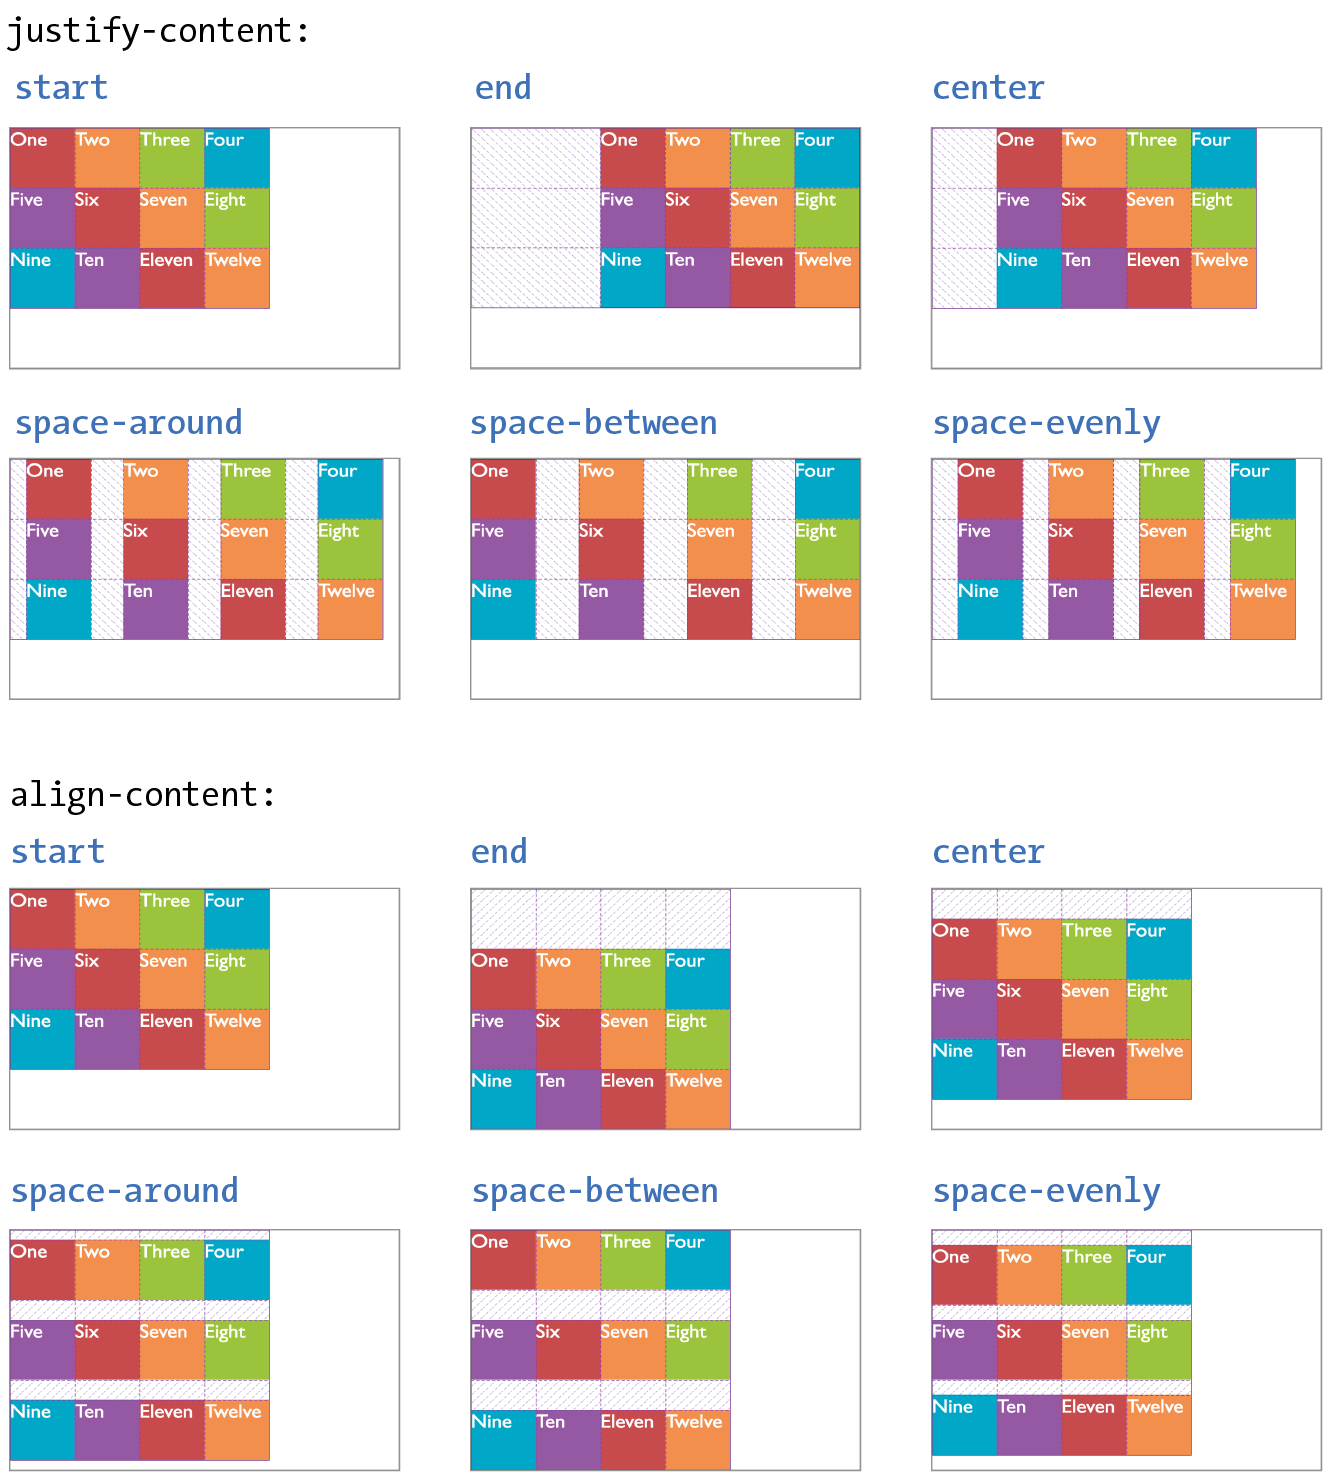 justify-content:
start end center
One Two Three Four One Two Three Four One Two Three Four
Five Six Seven Eight Five Six Seven Eight Five Six Seven Eight
Nine Ten Eleven Twelve Nine Ten Eleven Twelve Nine Ten Eleven Twelve
space-around space-between space-evenly
One Two Three Four One Two Three Four One Two Three Four
Five Six Seven Eight Five Six Seven Eight Five Six Seven Eight
Nine Ten Eleven Twelve Nine Ten Eleven Twelve Nine Ten Eleven Twelve
align-content:
start end center
One Two Three Four
Five Six Seven Eight
Nine Ten Eleven Twelve
One Two Three Four
Five Six Seven Eight
Nine Ten Eleven Twelve
One Two Three Four
Five Six Seven Eight
Nine Ten Eleven Twelve
space-around space-between space-evenly
One Two Three Four
Five Six Seven Eight
Nine Ten Eleven Twelve
One Two Three Four
Five Six Seven Eight
Nine Ten Eleven Twelve
One Two Three Four
Five Six Seven Eight
Nine Ten Eleven Twelve